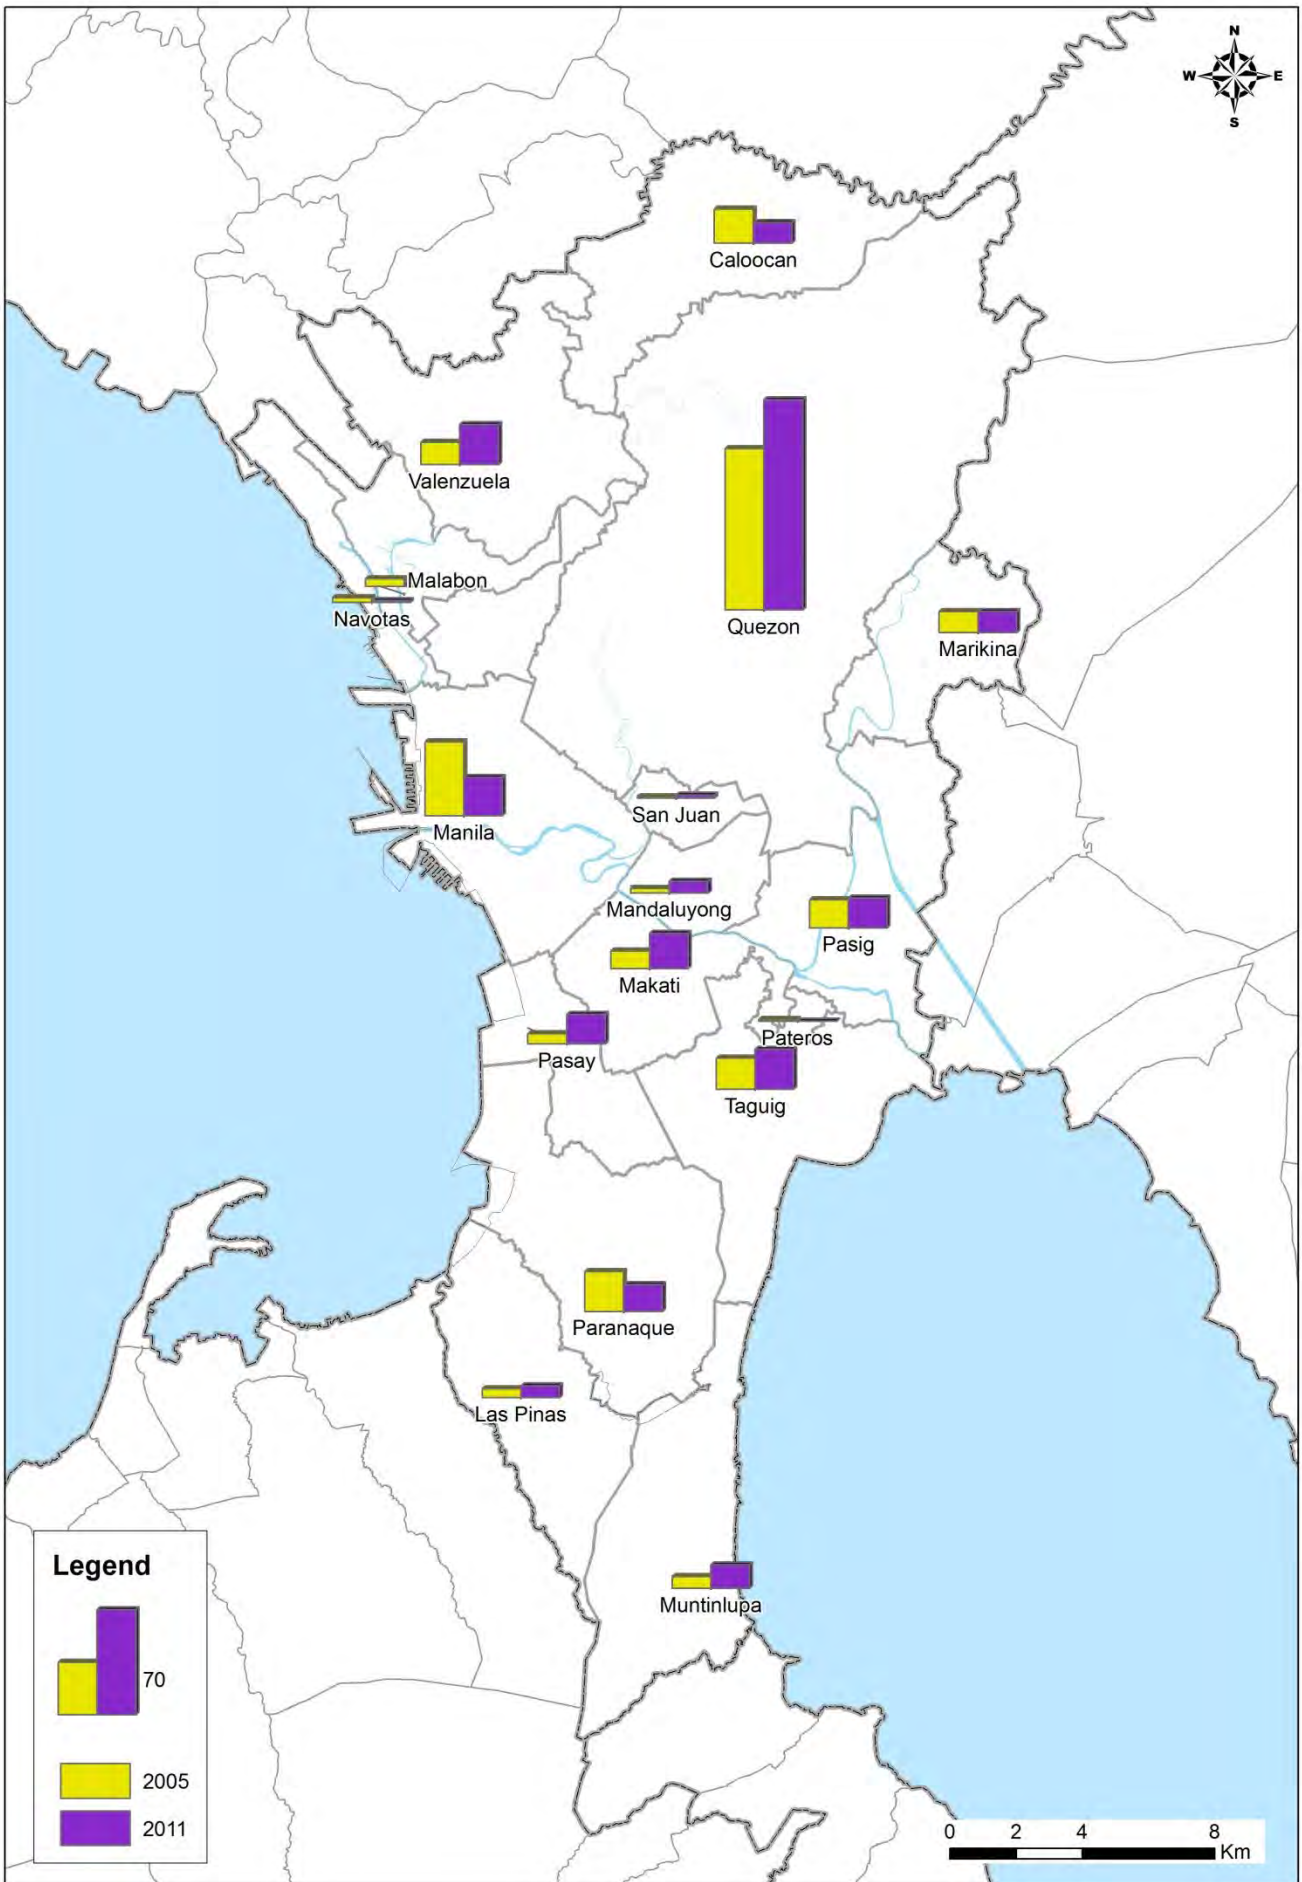 N
W E
S
Caloocan
Valenzuela
Malabon
Navotas
Quezon
Marikina
San Juan
Manila
Mandaluyong
Pasig
Makati
Pateros
Pasay
Taguig
Paranaque
Las Pinas
Muntinlupa
Legend
70
2005
2011
0 2 4 8
Km